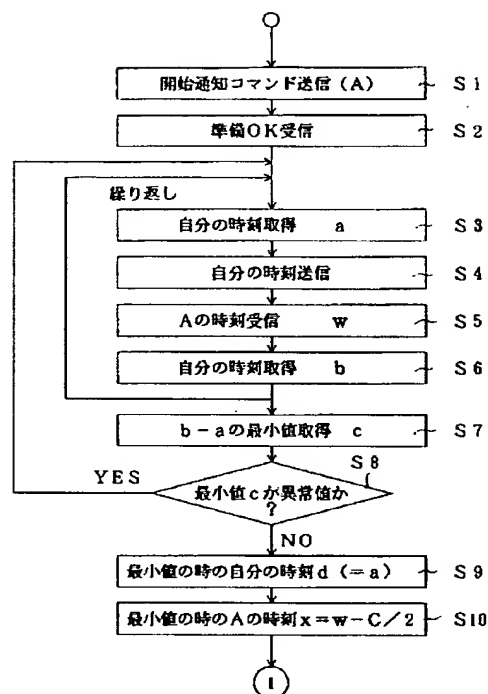 開始通知コマンド送信(A) S1
準備OK受信 S2
繰り返し
自分の時刻取得 a S3
自分の時刻送信 S4
Aの時刻受信 w S5
自分の時刻取得 b S6
b-aの最小値取得 c S7
S8
YES
最小値cが異常値か
?
NO
最小値の時の自分の時刻d(=a) S9
最小値の時のAの時刻x=w-C/2 S10
1